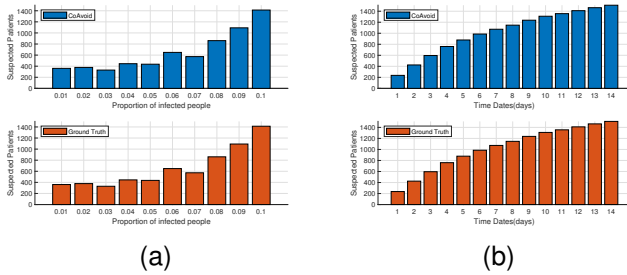 CoAvoid
Suspected Patients
1400
1200
1000
800
600
400
200
0
0.01 0.02 0.03 0.04 0.05 0.06 0.07 0.08 0.09 0.1
Proportion of infected people
Ground Truth
Suspected Patients
1400
1200
1000
800
600
400
200
0
0.01 0.02 0.03 0.04 0.05 0.06 0.07 0.08 0.09 0.1
Proportion of infected people
(a)
CoAvoid
Suspected Patients
1400
1200
1000
800
600
400
200
0
1 2 3 4 5 6 7 8 9 10 11 12 13 14
Time Dates(days)
Ground Truth
Suspected Patients
1400
1200
1000
800
600
400
200
0
1 2 3 4 5 6 7 8 9 10 11 12 13 14
Time Dates(days)
(b)